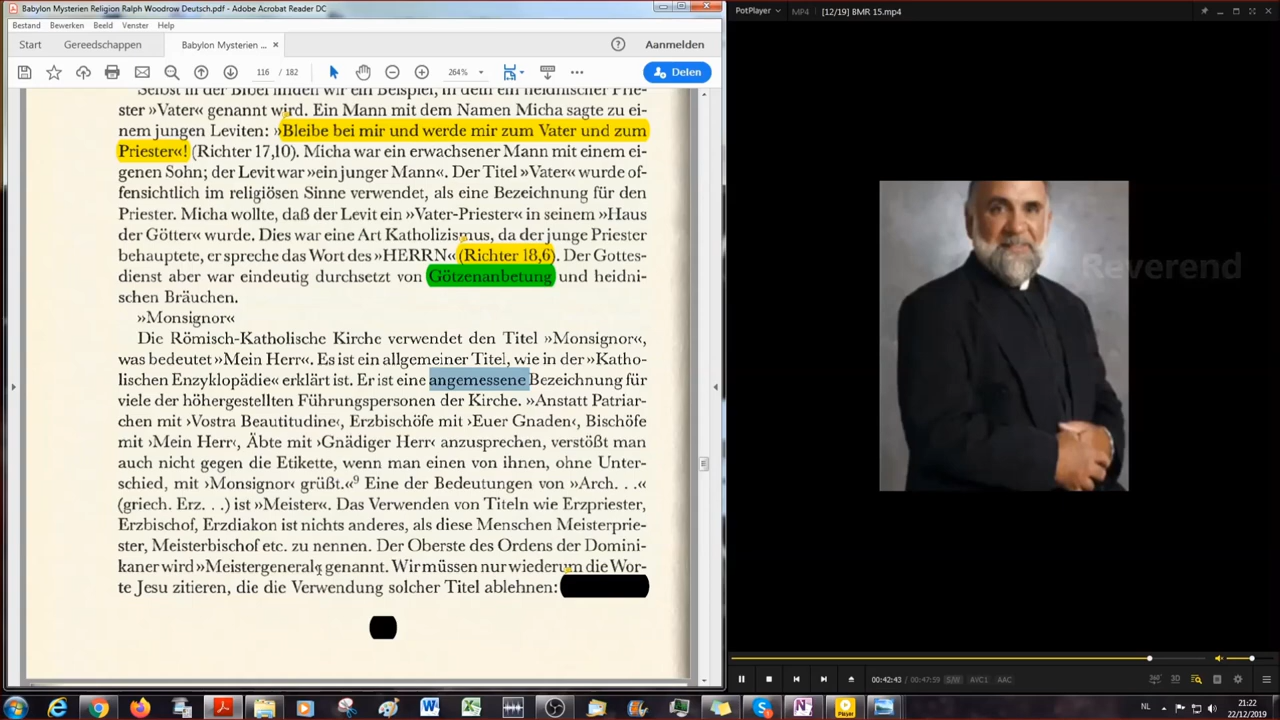 Babylon Mysterien Religion Ralph Woodrow Deutsch.pdf - Adobe Acrobat Reader DC
Bestand Bewerken Beeld Venster Help
Start Gereedschappen Babylon Mysterien ... × Aanmelden
116 / 182 264% Delen
Selbst in der Bibel finden wir ein Beispiel, in dem ein heidnischer Prie-
ster »Vater« genannt wird. Ein Mann mit dem Namen Micha sagte zu ei-
nem jungen Leviten: »Bleibe bei mir und werde mir zum Vater und zum
Priester«! (Richter 17,10). Micha war ein erwachsener Mann mit einem ei-
genen Sohn; der Levit war »ein junger Mann«. Der Titel »Vater« wurde of-
fensichtlich im religiösen Sinne verwendet, als eine Bezeichnung für den
Priester. Micha wollte, daß der Levit ein »Vater-Priester« in seinem »Haus
der Götter« wurde. Dies war eine Art Katholizismus, da der junge Priester
behauptete, er spreche das Wort des »HERRN« (Richter 18,6). Der Gottes-
dienst aber war eindeutig durchsetzt von Götzenanbetung und heidni-
schen Bräuchen.
»Monsignor«
Die Römisch-Katholische Kirche verwendet den Titel »Monsignor«,
was bedeutet »Mein Herr«. Es ist ein allgemeiner Titel, wie in der »Katho-
lischen Enzyklopädie« erklärt ist. Er ist eine angemessene Bezeichnung für
viele der höhergestellten Führungspersonen der Kirche. »Anstatt Patriar-
chen mit ›Vostra Beautitudine‹, Erzbischöfe mit ›Euer Gnaden‹, Bischöfe
mit ›Mein Herr‹, Äbte mit ›Gnädiger Herr‹ anzusprechen, verstößt man
auch nicht gegen die Etikette, wenn man einen von ihnen, ohne Unter-
schied, mit ›Monsignor‹ grüßt.«9 Eine der Bedeutungen von »Arch. . .«
(griech. Erz. . .) ist »Meister«. Das Verwenden von Titeln wie Erzpriester,
Erzbischof, Erzdiakon ist nichts anderes, als diese Menschen Meisterprie-
ster, Meisterbischof etc. zu nennen. Der Oberste des Ordens der Domini-
kaner wird »Meistergeneral« genannt. Wir müssen nur wiederum die Wor-
te Jesu zitieren, die die Verwendung solcher Titel ablehnen:
PotPlayer MP4 [12/19] BMR 15.mp4
Reverend
00:42:43 / 00:47:59 S/W AVC1 AAC
360° 3D
NL 21:22
22/12/2019